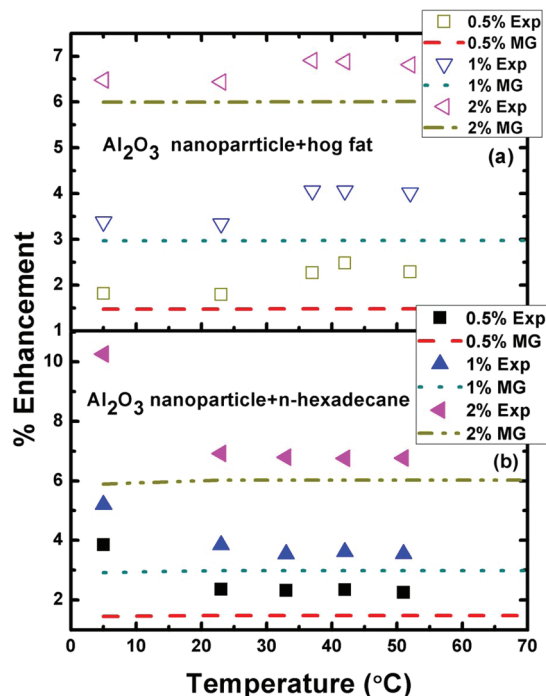 0.5% Exp
0.5% MG
1% Exp
1% MG
2% Exp
2% MG
7
6
5
4
3
2
1
Al2O3 nanoparrticle+hog fat
(a)
% Enhancement
0.5% Exp
0.5% MG
1% Exp
1% MG
2% Exp
2% MG
10
8
6
4
2
Al2O3 nanoparticle+n-hexadecane
(b)
0 10 20 30 40 50 60 70
Temperature (°C)